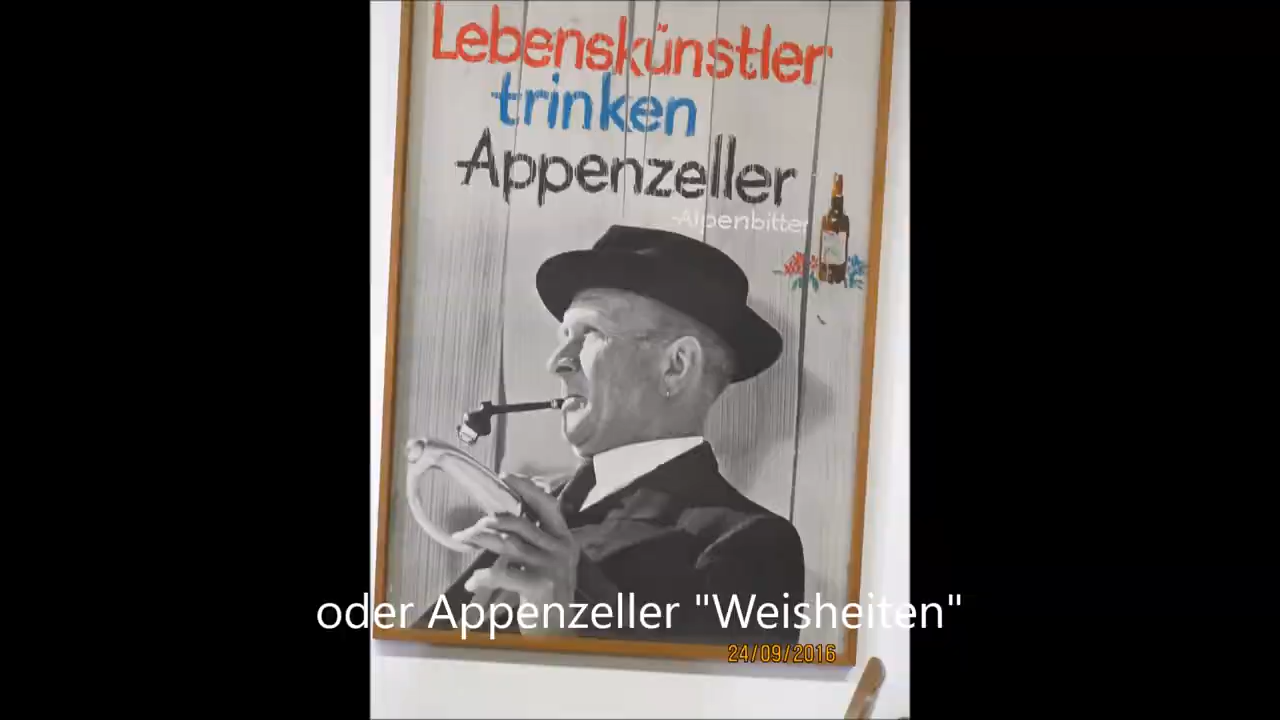 Lebenskünstler
trinken
Appenzeller
-Alpenbitter
oder Appenzeller "Weisheiten"
24/09/2016